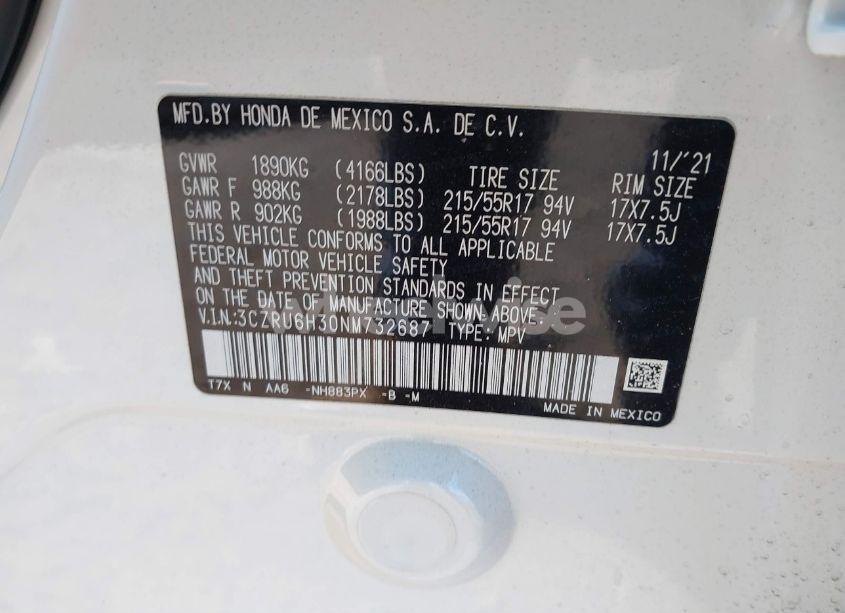 MFD.BY HONDA DE MEXICO S.A. DE C.V.
11/'21
GVWR 1890KG (4166LBS) TIRE SIZE RIM SIZE
GAWR F 988KG (2178LBS) 215/55R17 94V 17X7.5J
GAWR R 902KG (1988LBS) 215/55R17 94V 17X7.5J
THIS VEHICLE CONFORMS TO ALL APPLICABLE
FEDERAL MOTOR VEHICLE SAFETY
AND THEFT PREVENTION STANDARDS IN EFFECT
ON THE DATE OF MANUFACTURE SHOWN ABOVE.
V.I.N.:3CZRU6H30NM732687 TYPE: MPV
T7X N AA6 -NH883PX -B -M
MADE IN MEXICO